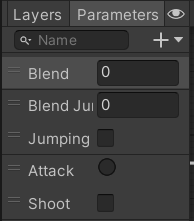 Layers Parameters
Name
Blend 0
Blend Jur 0
Jumping
Attack
Shoot